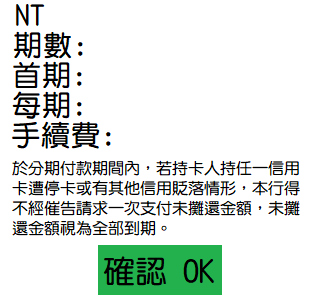 NT
期數:
首期:
每期:
手續費:
於分期付款期間內，若持卡人持任一信用
卡遭停卡或有其他信用貶落情形，本行得
不經催告請求一次支付未攤還金額，未攤
還金額視為全部到期。
確認 OK